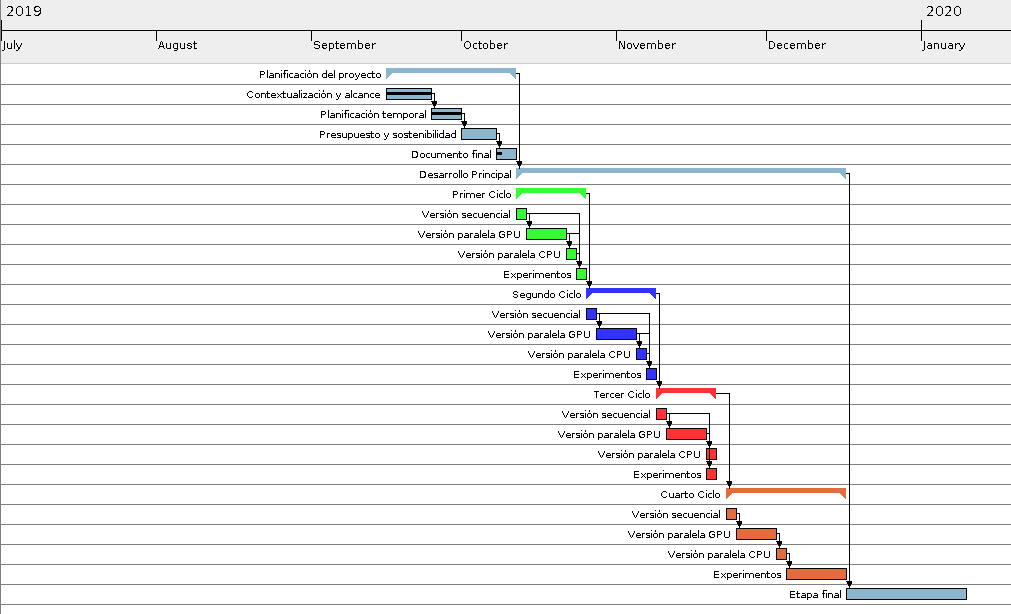 2019 2020
July August September October November December January
Planificación del proyecto
Contextualización y alcance
Planificación temporal
Presupuesto y sostenibilidad
Documento final
Desarrollo Principal
Primer Ciclo
Versión secuencial
Versión paralela GPU
Versión paralela CPU
Experimentos
Segundo Ciclo
Versión secuencial
Versión paralela GPU
Versión paralela CPU
Experimentos
Tercer Ciclo
Versión secuencial
Versión paralela GPU
Versión paralela CPU
Experimentos
Cuarto Ciclo
Versión secuencial
Versión paralela GPU
Versión paralela CPU
Experimentos
Etapa final